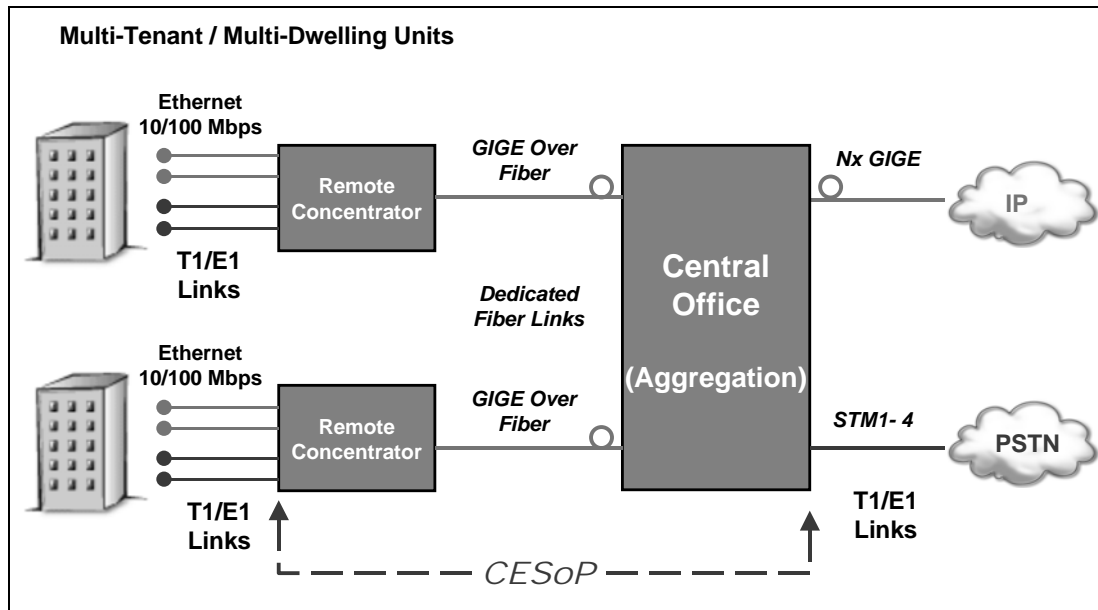 Multi-Tenant / Multi-Dwelling Units
Ethernet
10/100 Mbps
Remote
Concentrator
T1/E1
Links
GIGE Over
Fiber
Dedicated
Fiber Links
Central
Office
(Aggregation)
Nx GIGE
IP
Ethernet
10/100 Mbps
Remote
Concentrator
T1/E1
Links
GIGE Over
Fiber
STM1- 4
PSTN
T1/E1
Links
CESoP